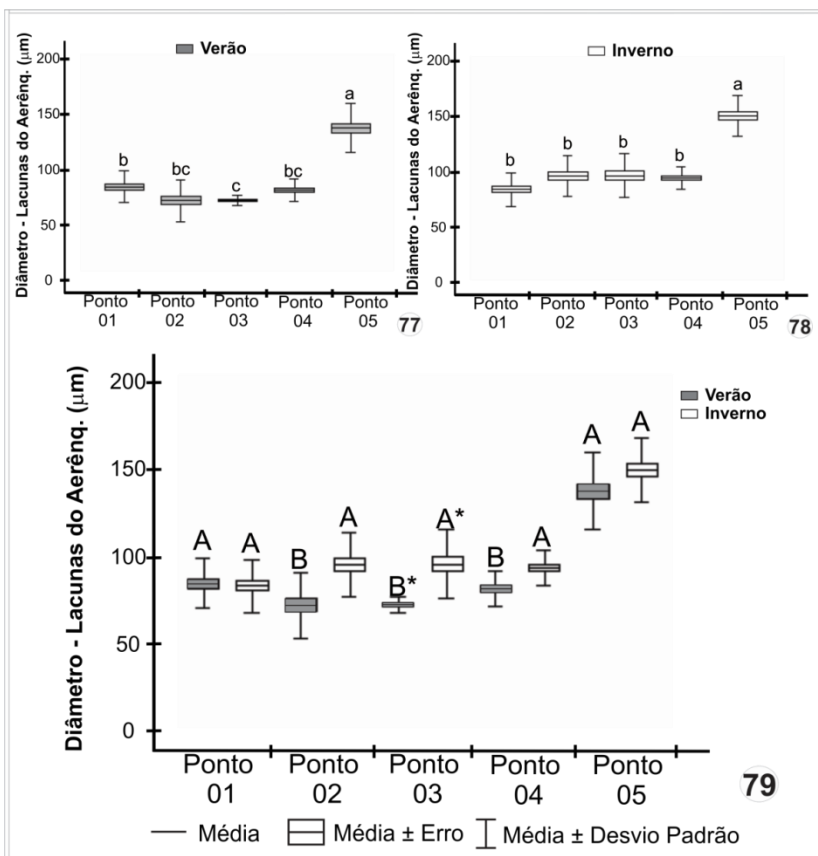 Verão
Diâmetro - Lacunas do Aerênq. (µm)
200
150
100
50
0
b
bc
c
bc
a
Ponto 01
Ponto 02
Ponto 03
Ponto 04
Ponto 05
77
Inverno
Diâmetro - Lacunas do Aerênq. (µm)
200
150
100
50
0
b
b
b
b
a
Ponto 01
Ponto 02
Ponto 03
Ponto 04
Ponto 05
78
Diâmetro - Lacunas do Aerênq. (µm)
200
150
100
50
0
Verão
Inverno
A
A
B
A
B*
A*
B
A
A
A
Ponto 01
Ponto 02
Ponto 03
Ponto 04
Ponto 05
79
Média
Média ± Erro
Média ± Desvio Padrão